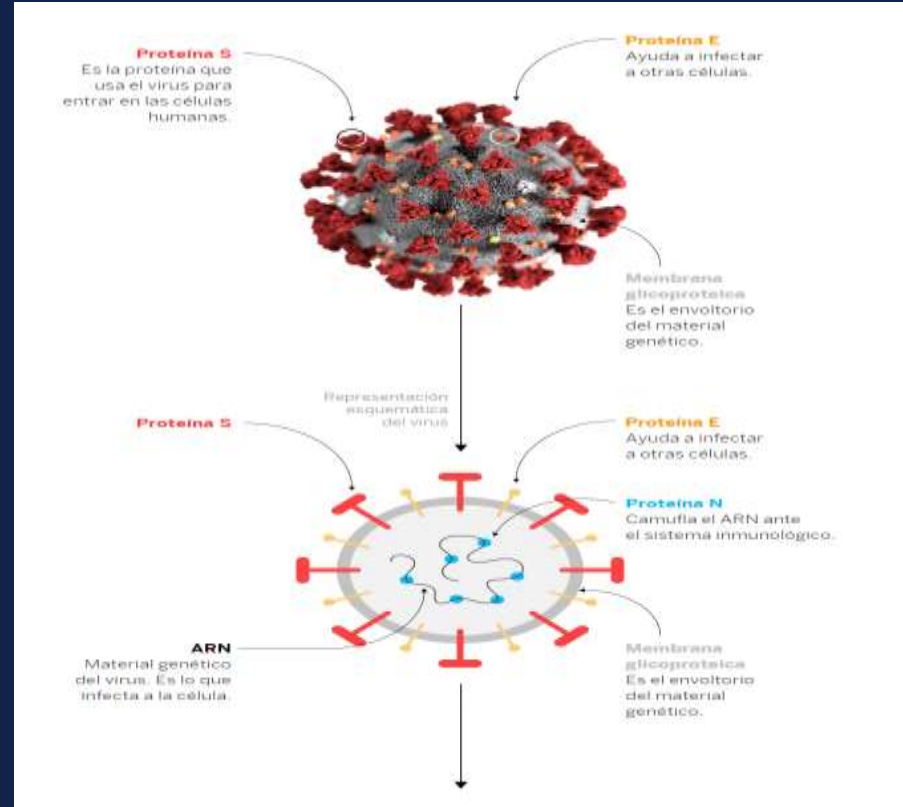 Proteína S
Es la proteína que
usa el virus para
entrar en las células
humanas.
Proteína E
Ayuda a infectar
a otras células.
Membrana
glicoproteica
Es el envoltorio
del material
genético.
Representación
esquemática
del virus
Proteína S
Proteína E
Ayuda a infectar
a otras células.
Proteína N
Camufla el ARN ante
el sistema inmunológico.
ARN
Material genético
del virus. Es lo que
infecta a la célula.
Membrana
glicoproteica
Es el envoltorio
del material
genético.